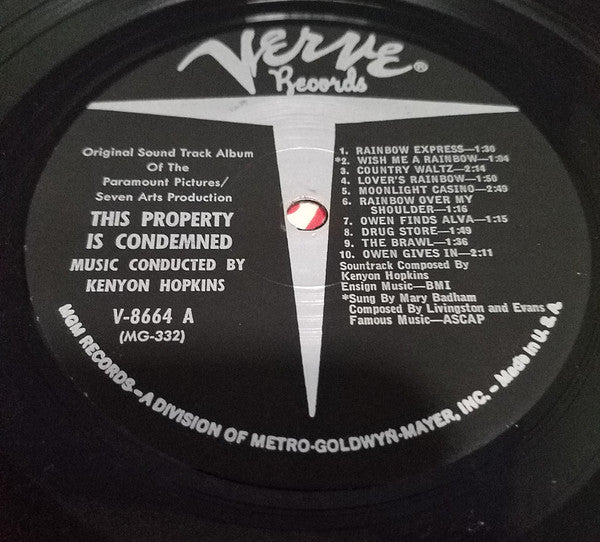 VERVE®
Records
Original Sound Track Album
Of The
Paramount Pictures/
Seven Arts Production
THIS PROPERTY
IS CONDEMNED
MUSIC CONDUCTED BY
KENYON HOPKINS
V-8664 A
(MG-332)
1. RAINBOW EXPRESS—1:30
*2. WISH ME A RAINBOW—1:04
3. COUNTRY WALTZ—2:14
4. LOVER'S RAINBOW—1:50
5. MOONLIGHT CASINO—2:49
6. RAINBOW OVER MY
SHOULDER—1:16
7. OWEN FINDS ALVA—1:15
8. DRUG STORE—1:49
9. THE BRAWL—1:36
10. OWEN GIVES IN—2:11
Sountrack Composed By
Kenyon Hopkins
Ensign Music—BMI
*Sung By Mary Badham
Composed By Livingston and Evans
Famous Music—ASCAP
MGM RECORDS—A DIVISION OF METRO-GOLDWYN-MAYER, INC. - Made in U.S.A.